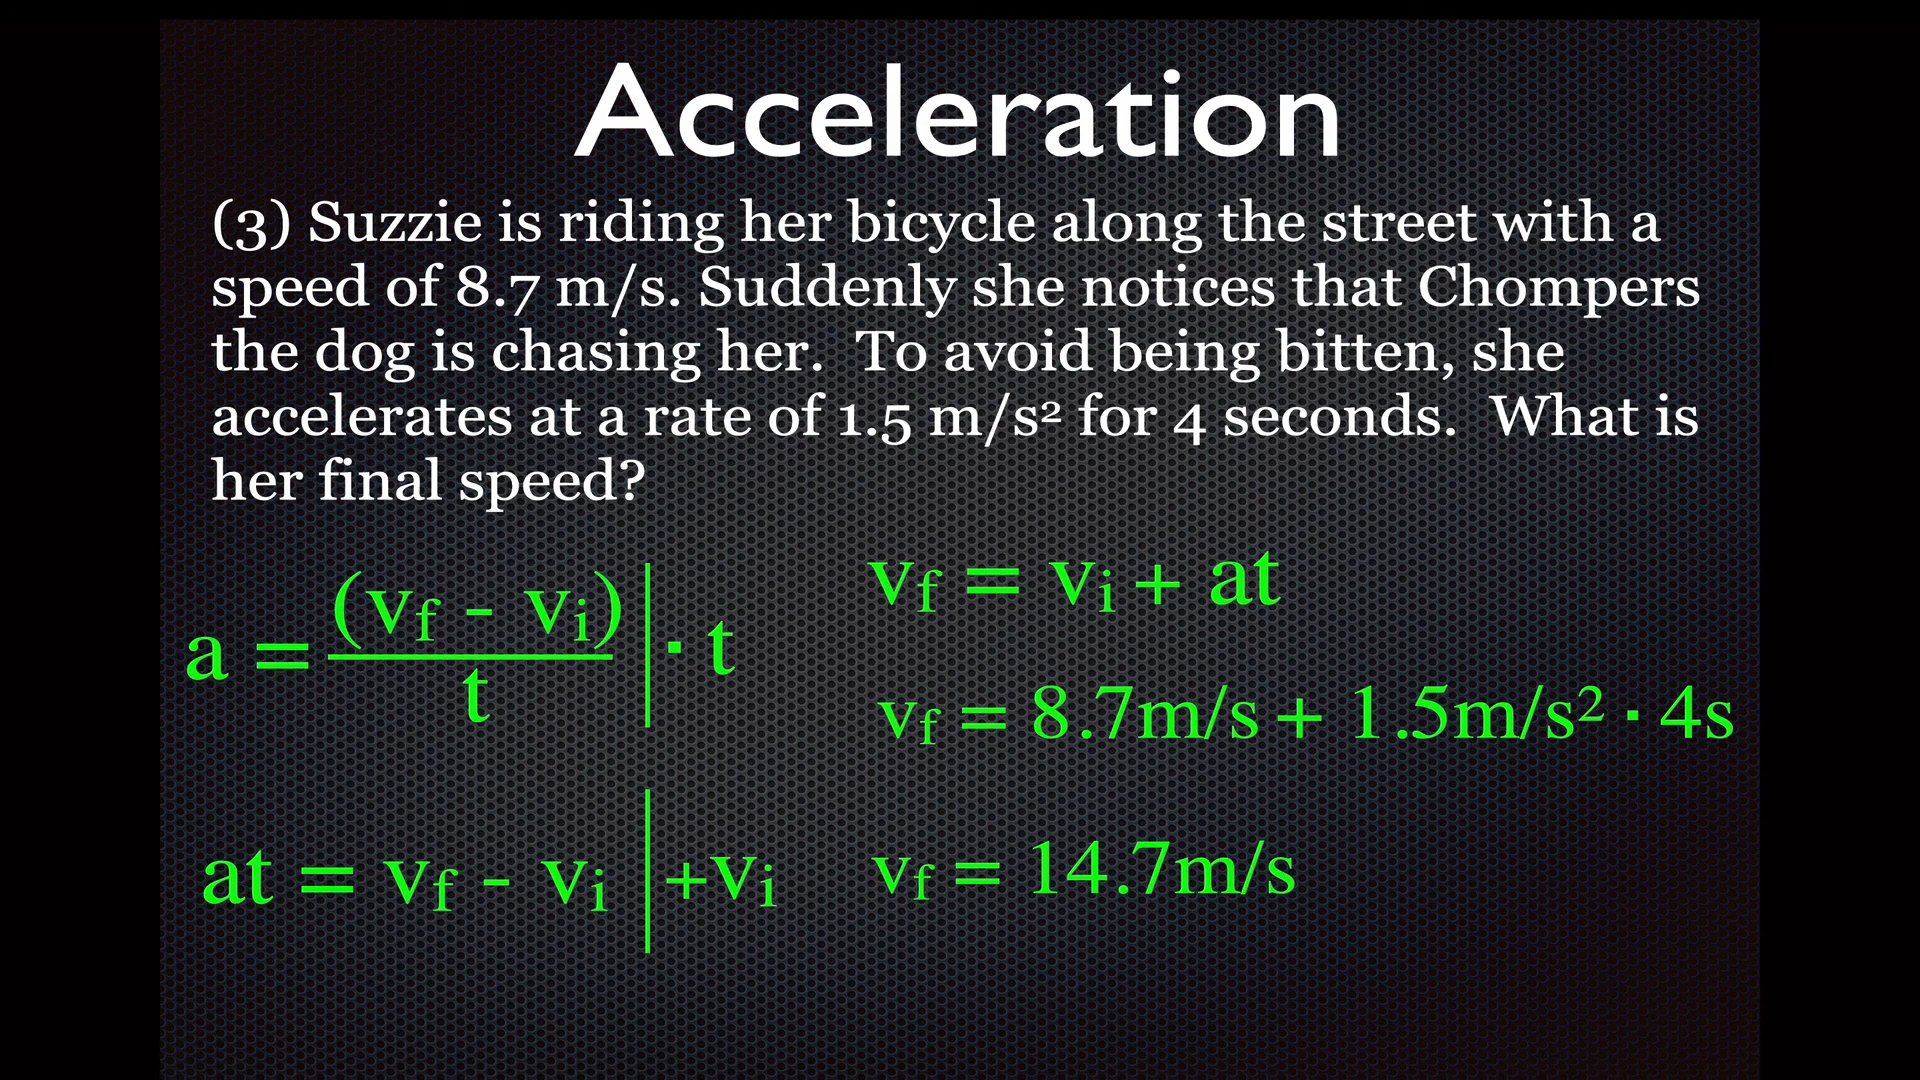 Acceleration
(3) Suzzie is riding her bicycle along the street with a
speed of 8.7 m/s. Suddenly she notices that Chompers
the dog is chasing her.  To avoid being bitten, she
accelerates at a rate of 1.5 m/s² for 4 seconds.  What is
her final speed?
a = (vf - vi) / t | · t
at = vf - vi | +vi
vf = vi + at
vf = 8.7m/s + 1.5m/s² · 4s
vf = 14.7m/s